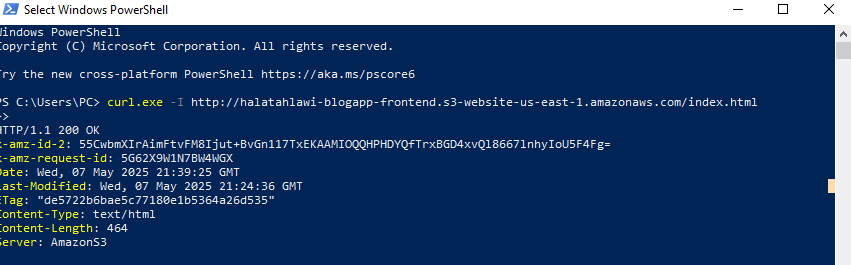 Select Windows PowerShell
Windows PowerShell
Copyright (C) Microsoft Corporation. All rights reserved.
Try the new cross-platform PowerShell https://aka.ms/pscore6
PS C:\Users\PC> curl.exe -I http://halatahlawi-blogapp-frontend.s3-website-us-east-1.amazonaws.com/index.html
>>
HTTP/1.1 200 OK
x-amz-id-2: 55CwbmXIrAimFtvFM8Ijut+BvGn117TxEKAAMIOQQHPHDYQfTrxBGD4xvQl8667lnhyIoU5F4Fg=
x-amz-request-id: 5G62X9W1N7BW4WGX
Date: Wed, 07 May 2025 21:39:25 GMT
Last-Modified: Wed, 07 May 2025 21:24:36 GMT
ETag: "de5722b6bae5c77180e1b5364a26d535"
Content-Type: text/html
Content-Length: 464
Server: AmazonS3